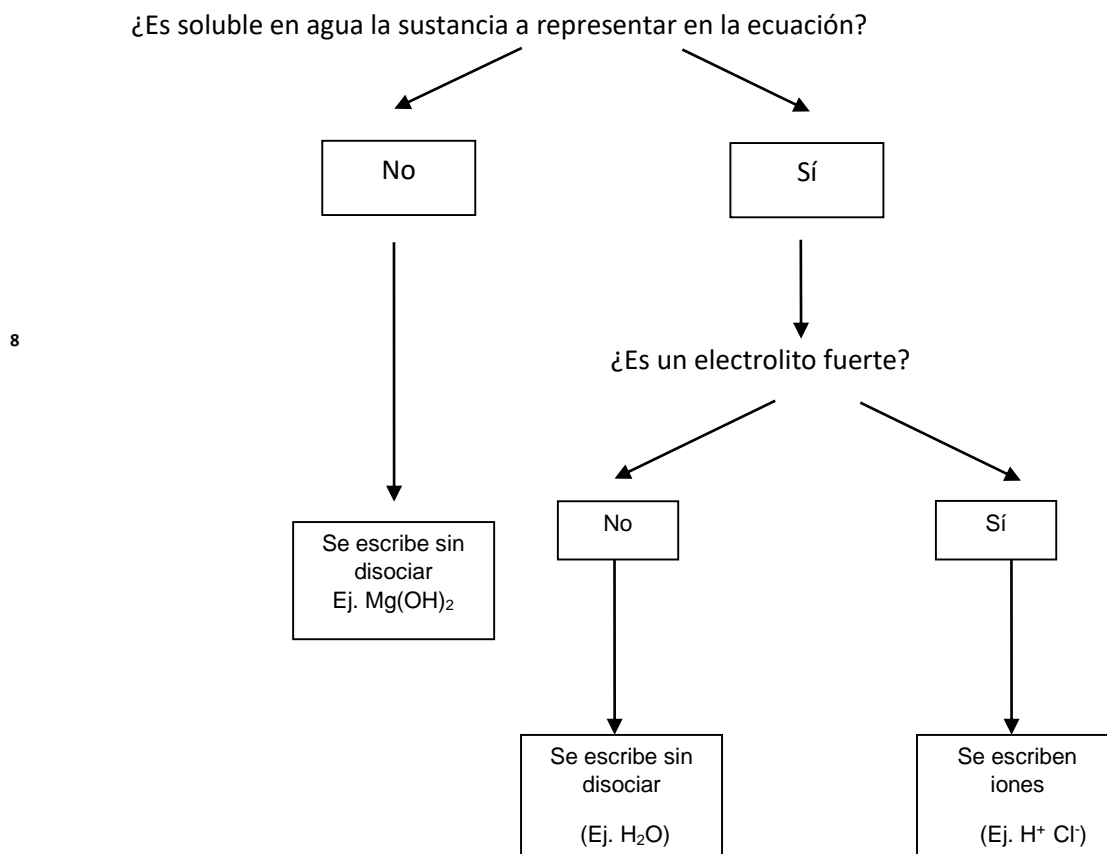 ¿Es soluble en agua la sustancia a representar en la ecuación?
No
Sí
8
¿Es un electrolito fuerte?
No
Sí
Se escribe sin
disociar
Ej. Mg(OH)₂
Se escribe sin
disociar
(Ej. H₂O)
Se escriben
iones
(Ej. H⁺ Cl⁻)